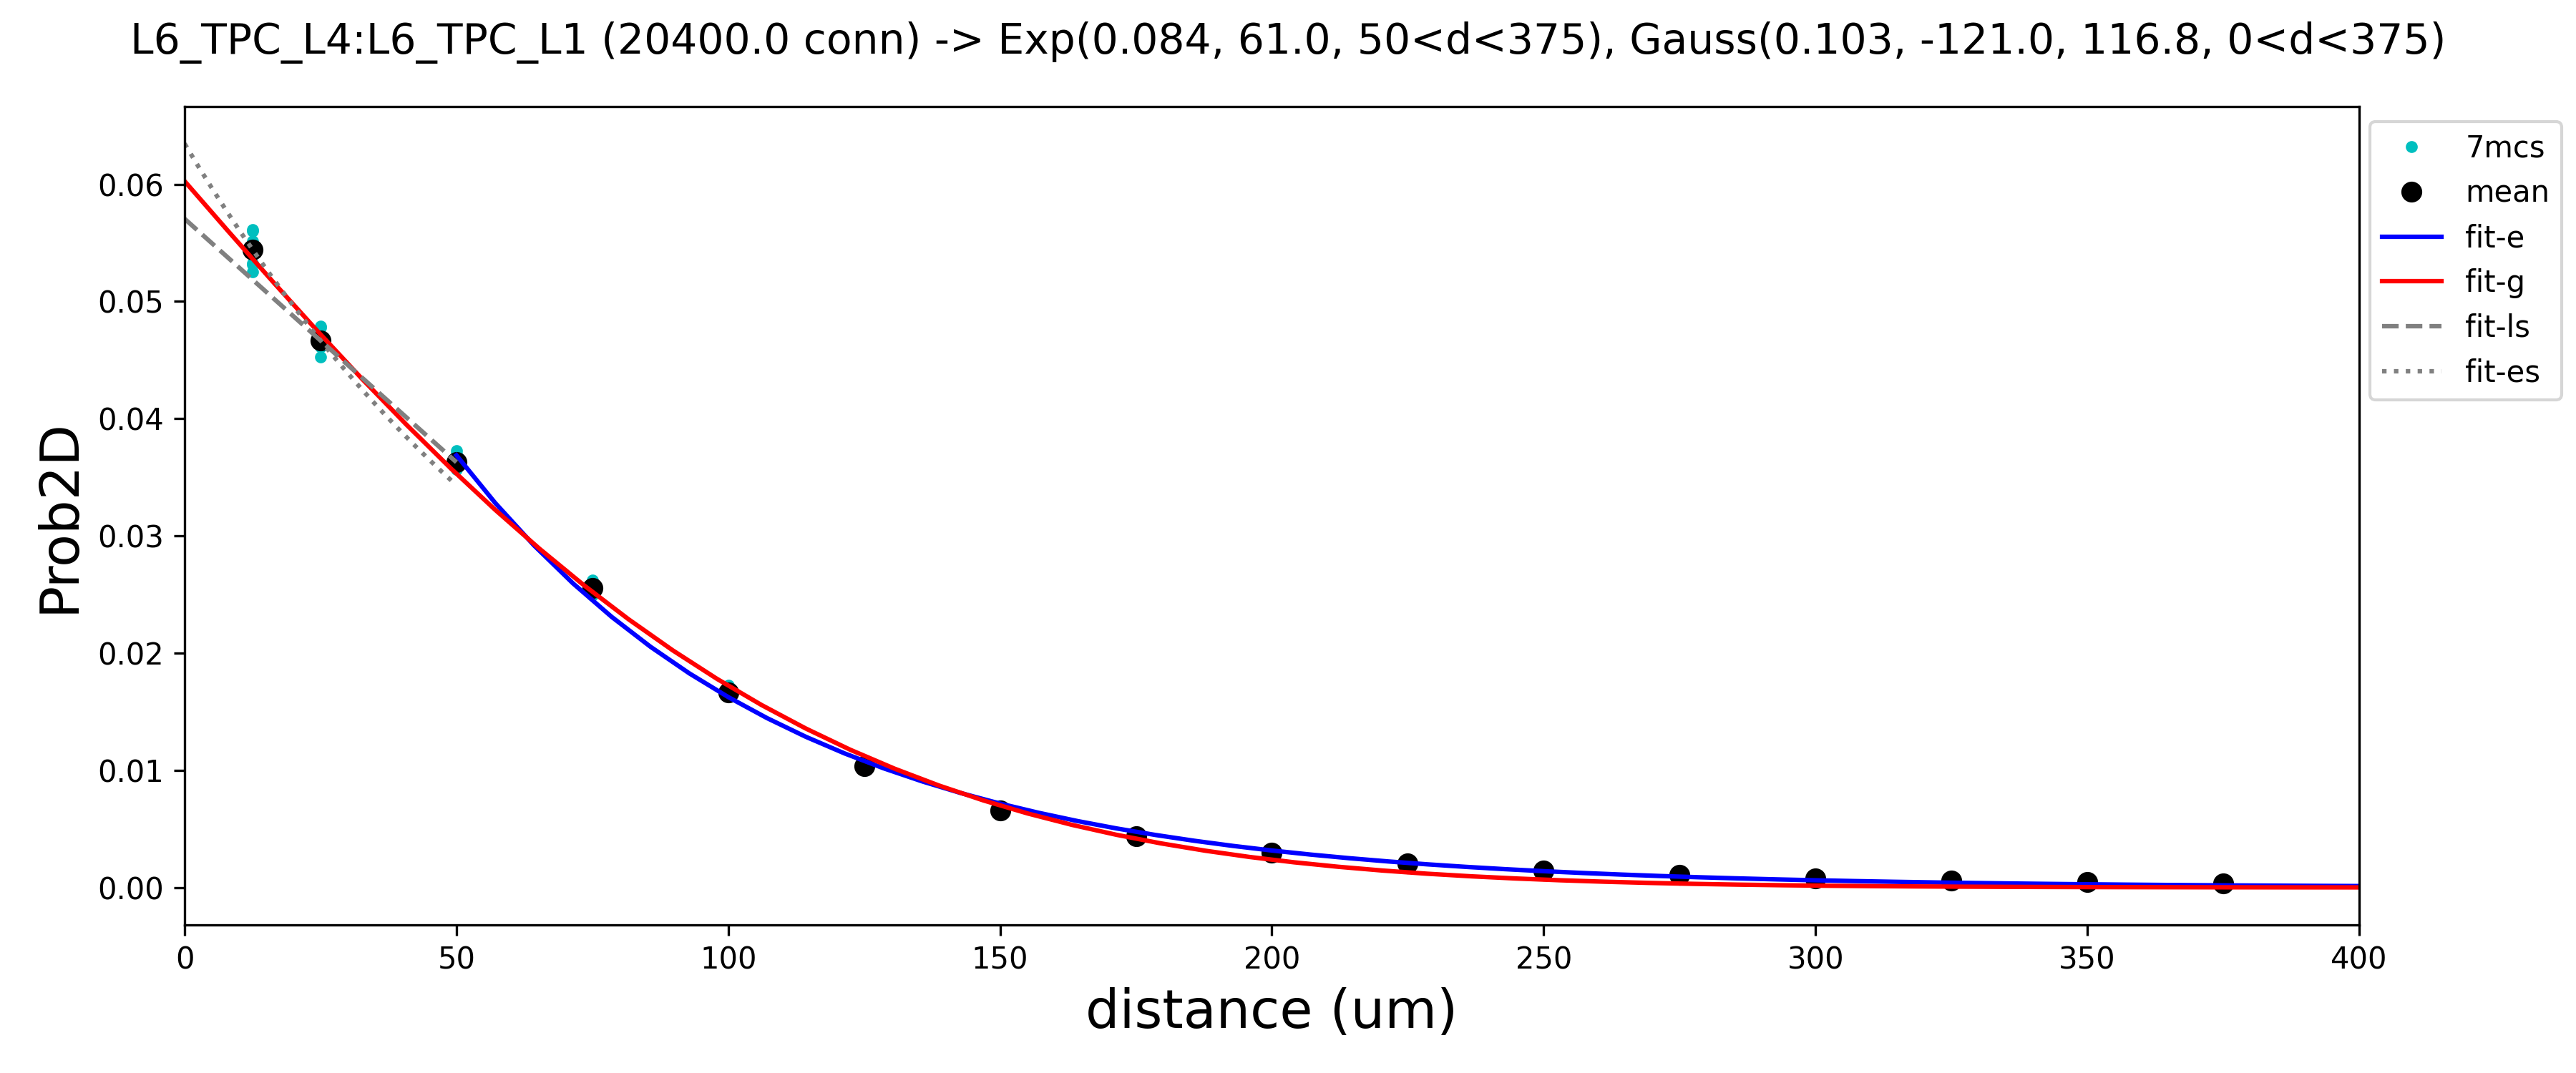 L6_TPC_L4:L6_TPC_L1 (20400.0 conn) -> Exp(0.084, 61.0, 50<d<375), Gauss(0.103, -121.0, 116.8, 0<d<375)
7mcs
mean
fit-e
fit-g
fit-ls
fit-es
Prob2D
0.06
0.05
0.04
0.03
0.02
0.01
0.00
0 50 100 150 200 250 300 350 400
distance (um)